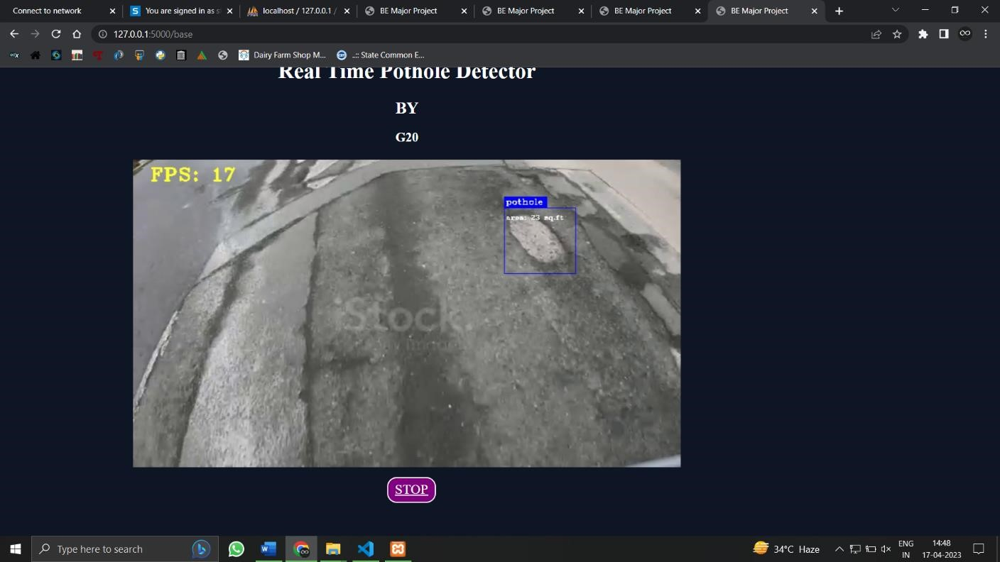 Connect to network
You are signed in as s
localhost / 127.0.0.1 /
BE Major Project
BE Major Project
BE Major Project
BE Major Project
127.0.0.1:5000/base
edX
Dairy Farm Shop M...
..:: State Common E...
Real Time Pothole Detector
BY
G20
FPS: 17
pothole
area: 23 sq.ft
iStock.
STOP
Type here to search
34°C Haze
ENG
IN
14:48
17-04-2023